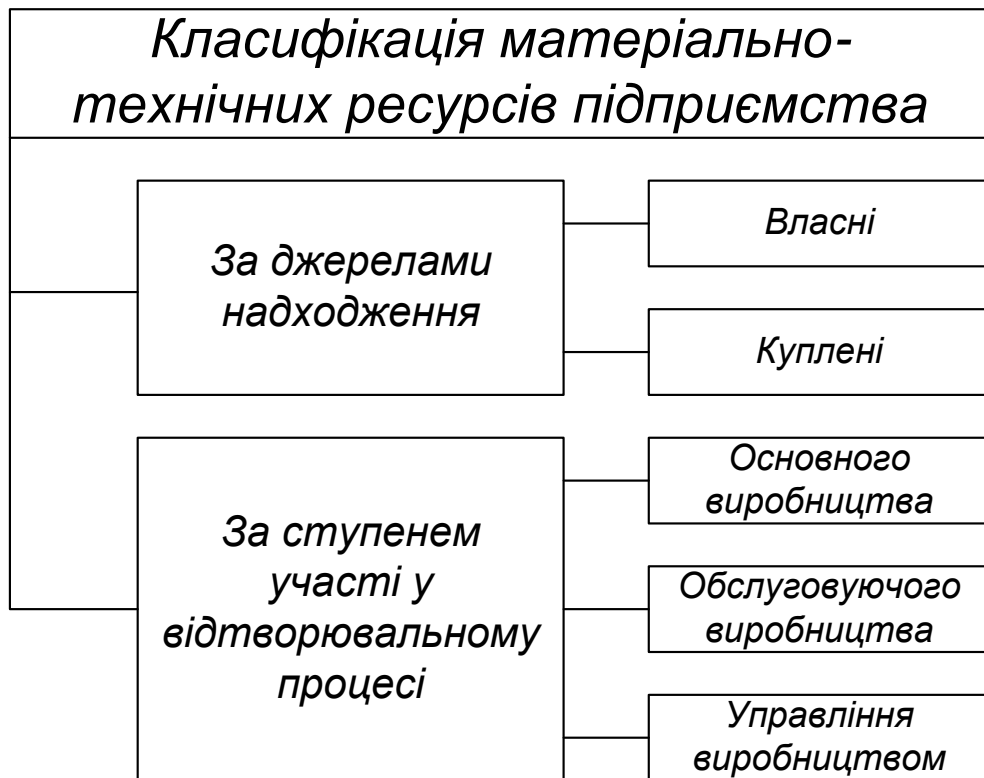 Класифікація матеріально-
технічних ресурсів підприємства
За джерелами
надходження
Власні
Куплені
За ступенем
участі у
відтворювальному
процесі
Основного
виробництва
Обслуговуючого
виробництва
Управління
виробництвом